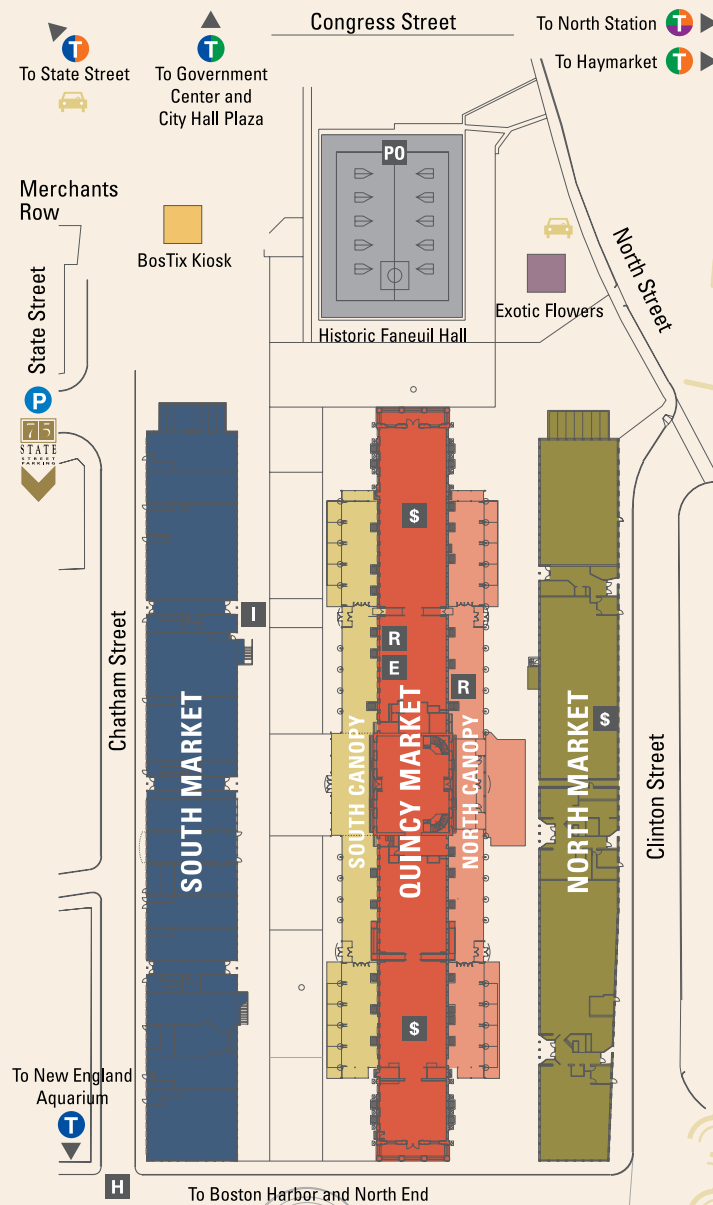 Congress Street
To North Station T
To Haymarket T
T
To State Street
T
To Government
Center and
City Hall Plaza
Merchants
Row
BosTix Kiosk
PO
Historic Faneuil Hall
Exotic Flowers
North Street
State Street
P
75
STATE
STREET
PARKING
Chatham Street
SOUTH MARKET
I
SOUTH CANOPY
$
R
E
QUINCY MARKET
$
R
NORTH CANOPY
NORTH MARKET
$
Clinton Street
To New England
Aquarium
T
H
To Boston Harbor and North End